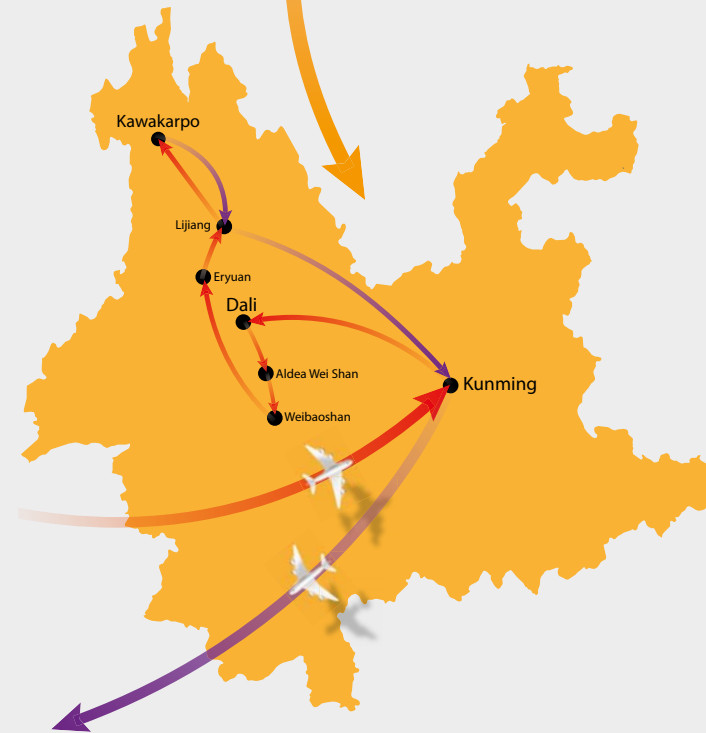 Kawakarpo
Lijiang
Eryuan
Dali
Aldea Wei Shan
Kunming
Weibaoshan